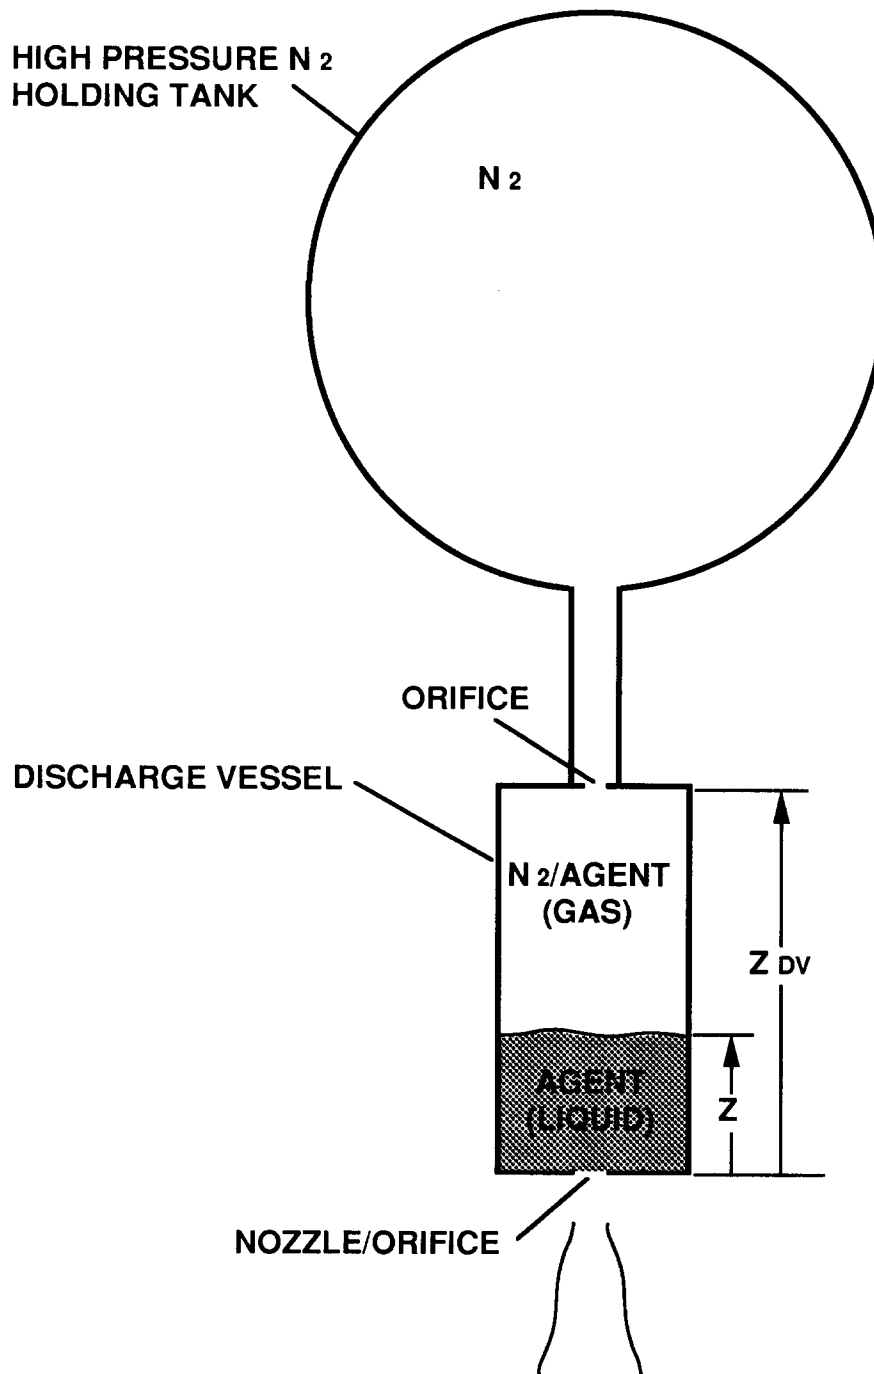 HIGH PRESSURE N 2
HOLDING TANK
N 2
ORIFICE
DISCHARGE VESSEL
N 2/AGENT
(GAS)
Z DV
AGENT
(LIQUID)
Z
NOZZLE/ORIFICE